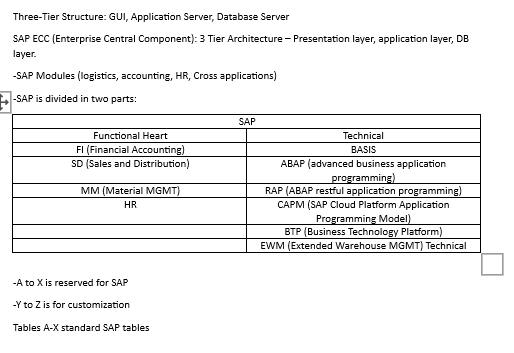 Three-Tier Structure: GUI, Application Server, Database Server
SAP ECC (Enterprise Central Component): 3 Tier Architecture – Presentation layer, application layer, DB
layer.
-SAP Modules (logistics, accounting, HR, Cross applications)
-SAP is divided in two parts:
SAP
Functional Heart
Technical
FI (Financial Accounting)
BASIS
SD (Sales and Distribution)
ABAP (advanced business application
programming)
MM (Material MGMT)
RAP (ABAP restful application programming)
HR
CAPM (SAP Cloud Platform Application
Programming Model)
BTP (Business Technology Platform)
EWM (Extended Warehouse MGMT) Technical
-A to X is reserved for SAP
-Y to Z is for customization
Tables A-X standard SAP tables